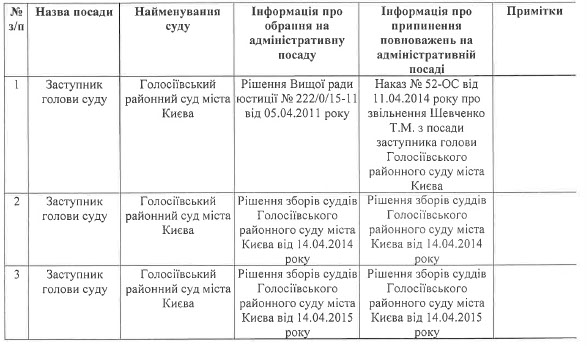 № з/п
Назва посади
Найменування суду
Інформація про обрання на адміністративну посаду
Інформація про припинення повноважень на адміністративній посаді
Примітки
1
Заступник голови суду
Голосіївський районний суд міста Києва
Рішення Вищої ради юстиції № 222/0/15-11 від 05.04.2011 року
Наказ № 52-ОС від 11.04.2014 року про звільнення Шевченко Т.М. з посади заступника голови Голосіївського районного суду міста Києва
2
Заступник голови суду
Голосіївський районний суд міста Києва
Рішення зборів суддів Голосіївського районного суду міста Києва від 14.04.2014 року
Рішення зборів суддів Голосіївського районного суду міста Києва від 14.04.2014 року
3
Заступник голови суду
Голосіївський районний суд міста Києва
Рішення зборів суддів Голосіївського районного суду міста Києва від 14.04.2015 року
Рішення зборів суддів Голосіївського районного суду міста Києва від 14.04.2015 року